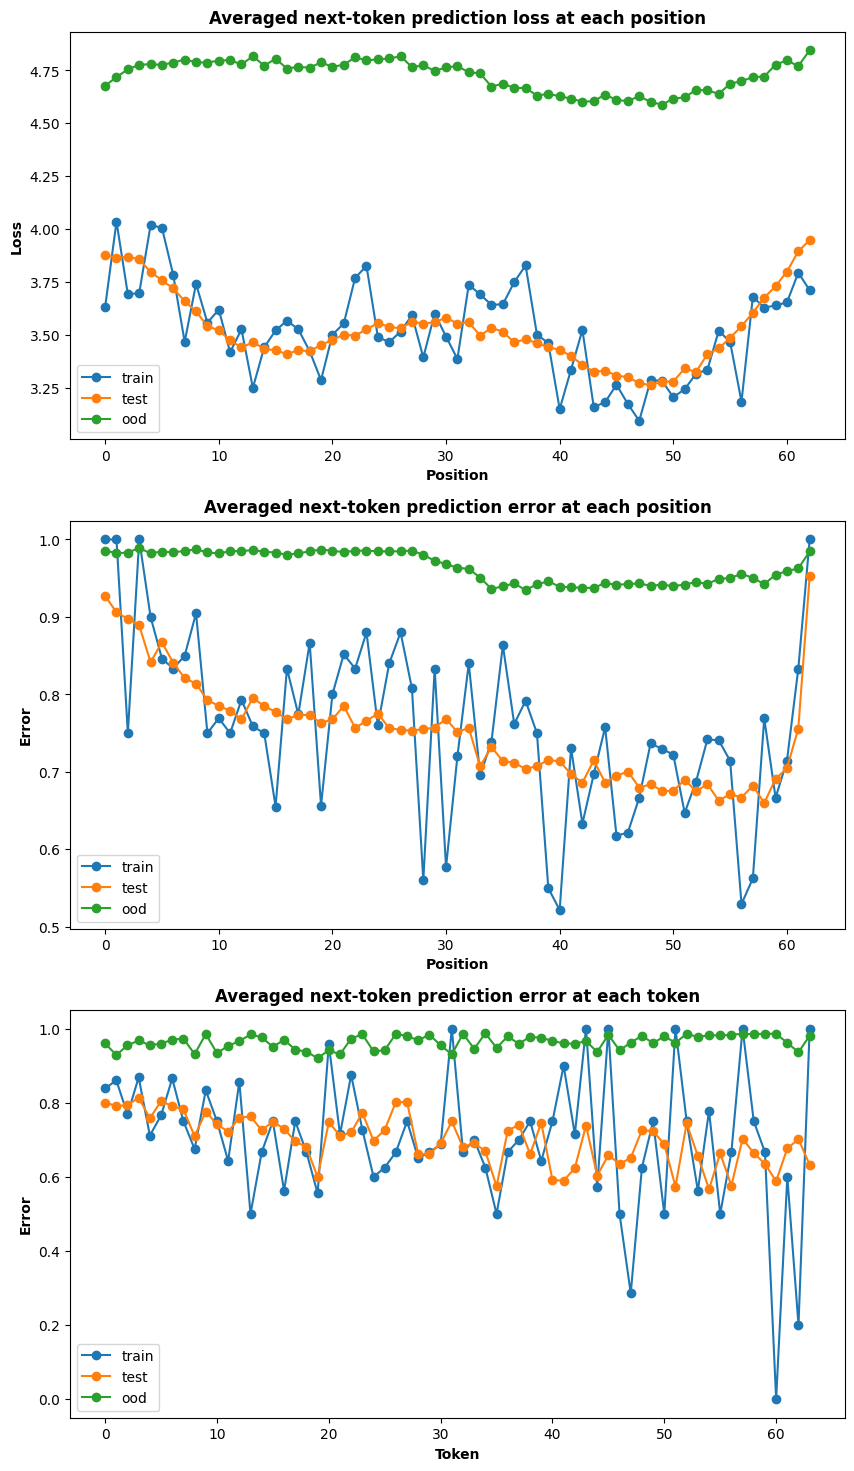 Averaged next-token prediction loss at each position
4.75
4.50
4.25
4.00
3.75
3.50
3.25
Loss
train
test
ood
0 10 20 30 40 50 60
Position
Averaged next-token prediction error at each position
1.0
0.9
0.8
0.7
0.6
0.5
Error
train
test
ood
0 10 20 30 40 50 60
Position
Averaged next-token prediction error at each token
1.0
0.8
0.6
0.4
0.2
0.0
Error
train
test
ood
0 10 20 30 40 50 60
Token